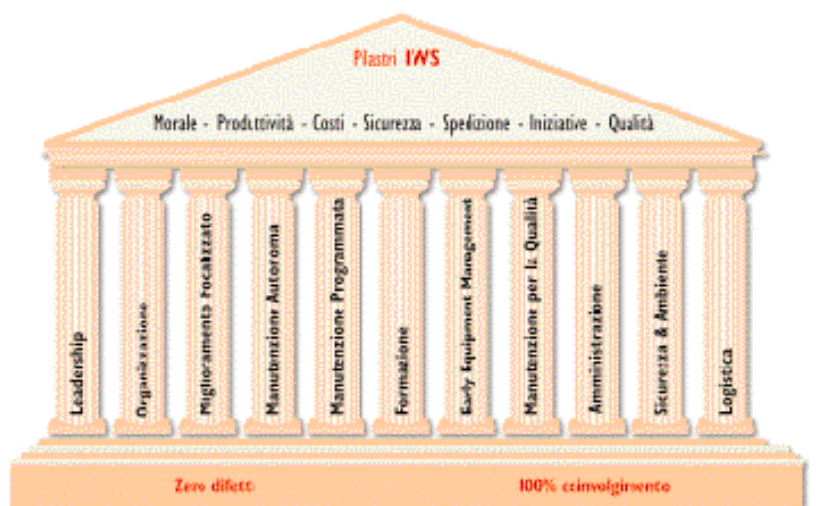 Pilastri IWS
Morale - Produttività - Costi - Sicurezza - Spedizione - Iniziative - Qualità
Leadership
Organizzazione
Miglioramento Focalizzato
Manutenzione Autonoma
Manutenzione Programmata
Formazione
Early Equipment Management
Manutenzione per la Qualità
Amministrazione
Sicurezza & Ambiente
Logistica
Zero difetti
100% coinvolgimento